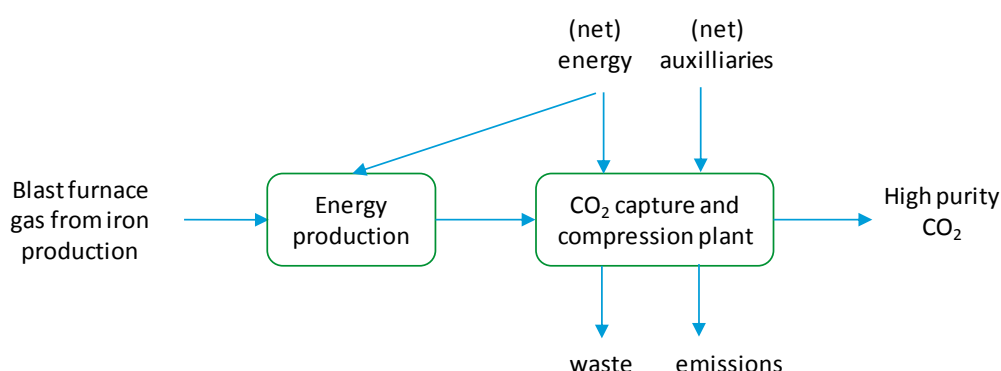 (net)
energy
(net)
auxilliaries
Blast furnace
gas from iron
production
Energy
production
CO₂ capture and
compression plant
High purity
CO₂
waste
emissions